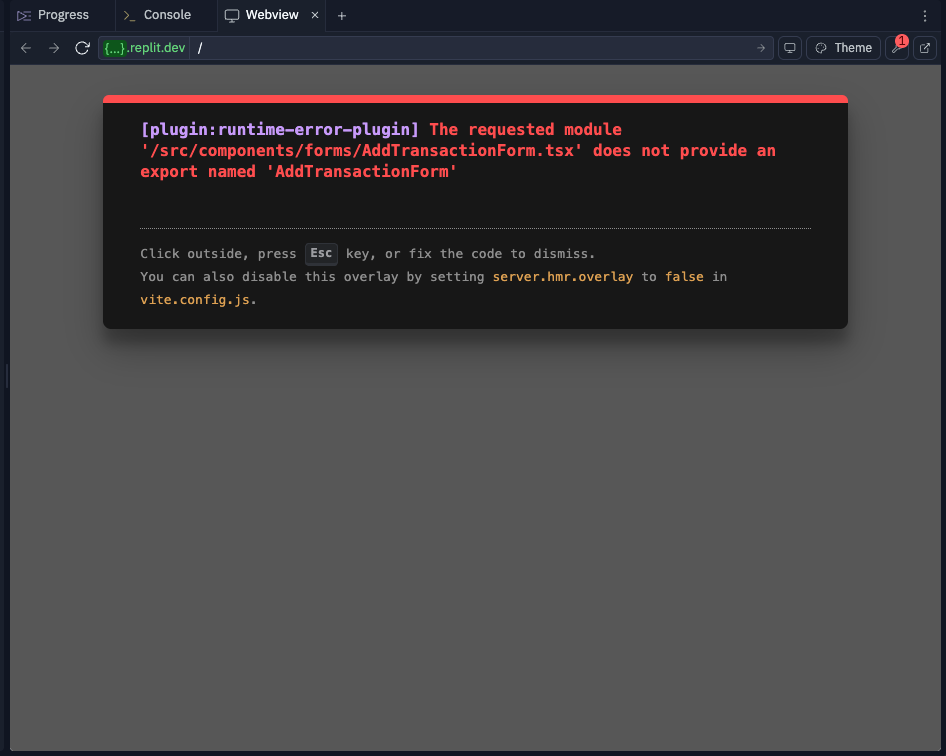 Progress
Console
Webview
{...}.replit.dev /
Theme
1
[plugin:runtime-error-plugin] The requested module
'/src/components/forms/AddTransactionForm.tsx' does not provide an
export named 'AddTransactionForm'
Click outside, press Esc key, or fix the code to dismiss.
You can also disable this overlay by setting server.hmr.overlay to false in
vite.config.js.